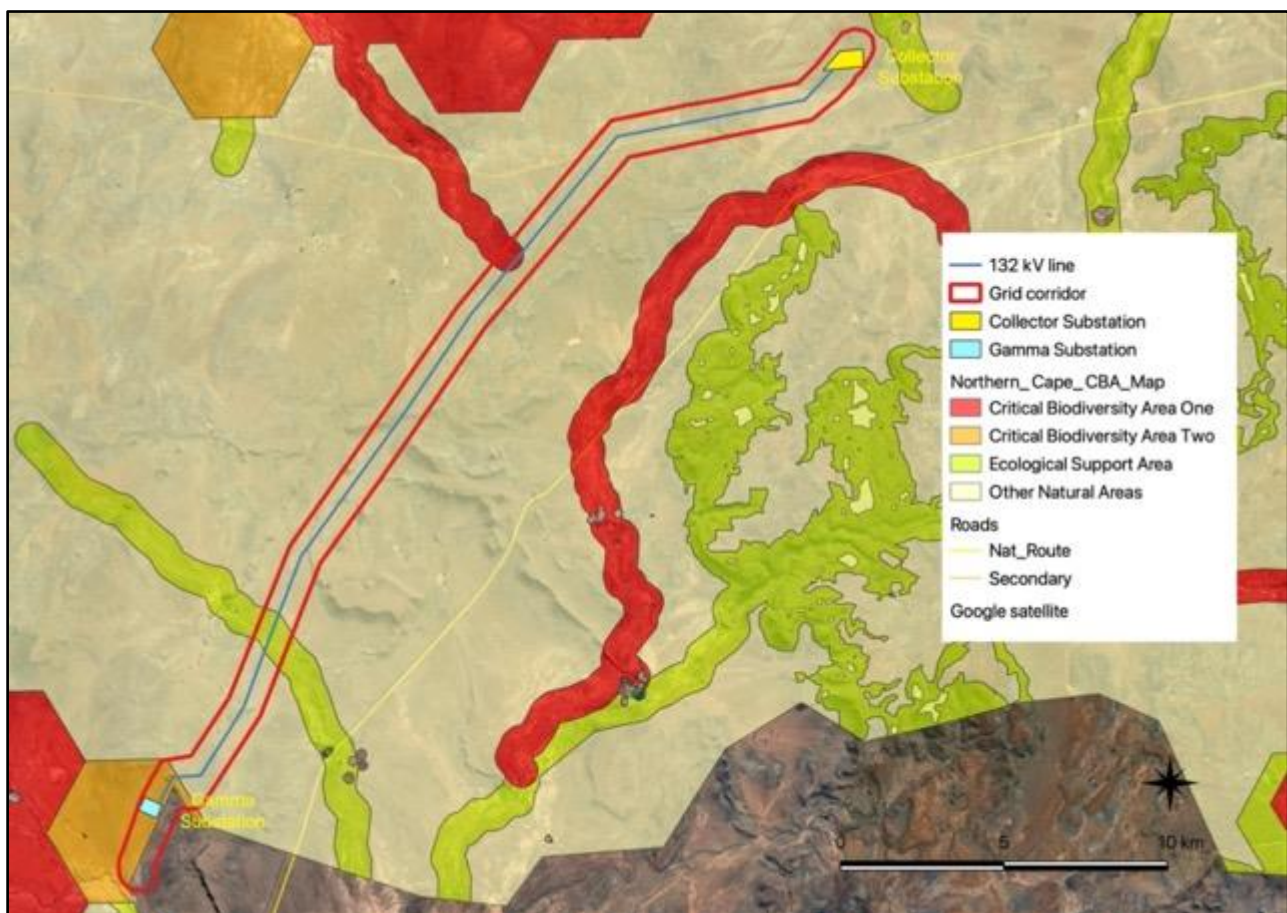 Collector
Substation
132 kV line
Grid corridor
Collector Substation
Gamma Substation
Northern_Cape_CBA_Map
Critical Biodiversity Area One
Critical Biodiversity Area Two
Ecological Support Area
Other Natural Areas
Roads
Nat_Route
Secondary
Google satellite
Gamma
Substation
0
5
10 km